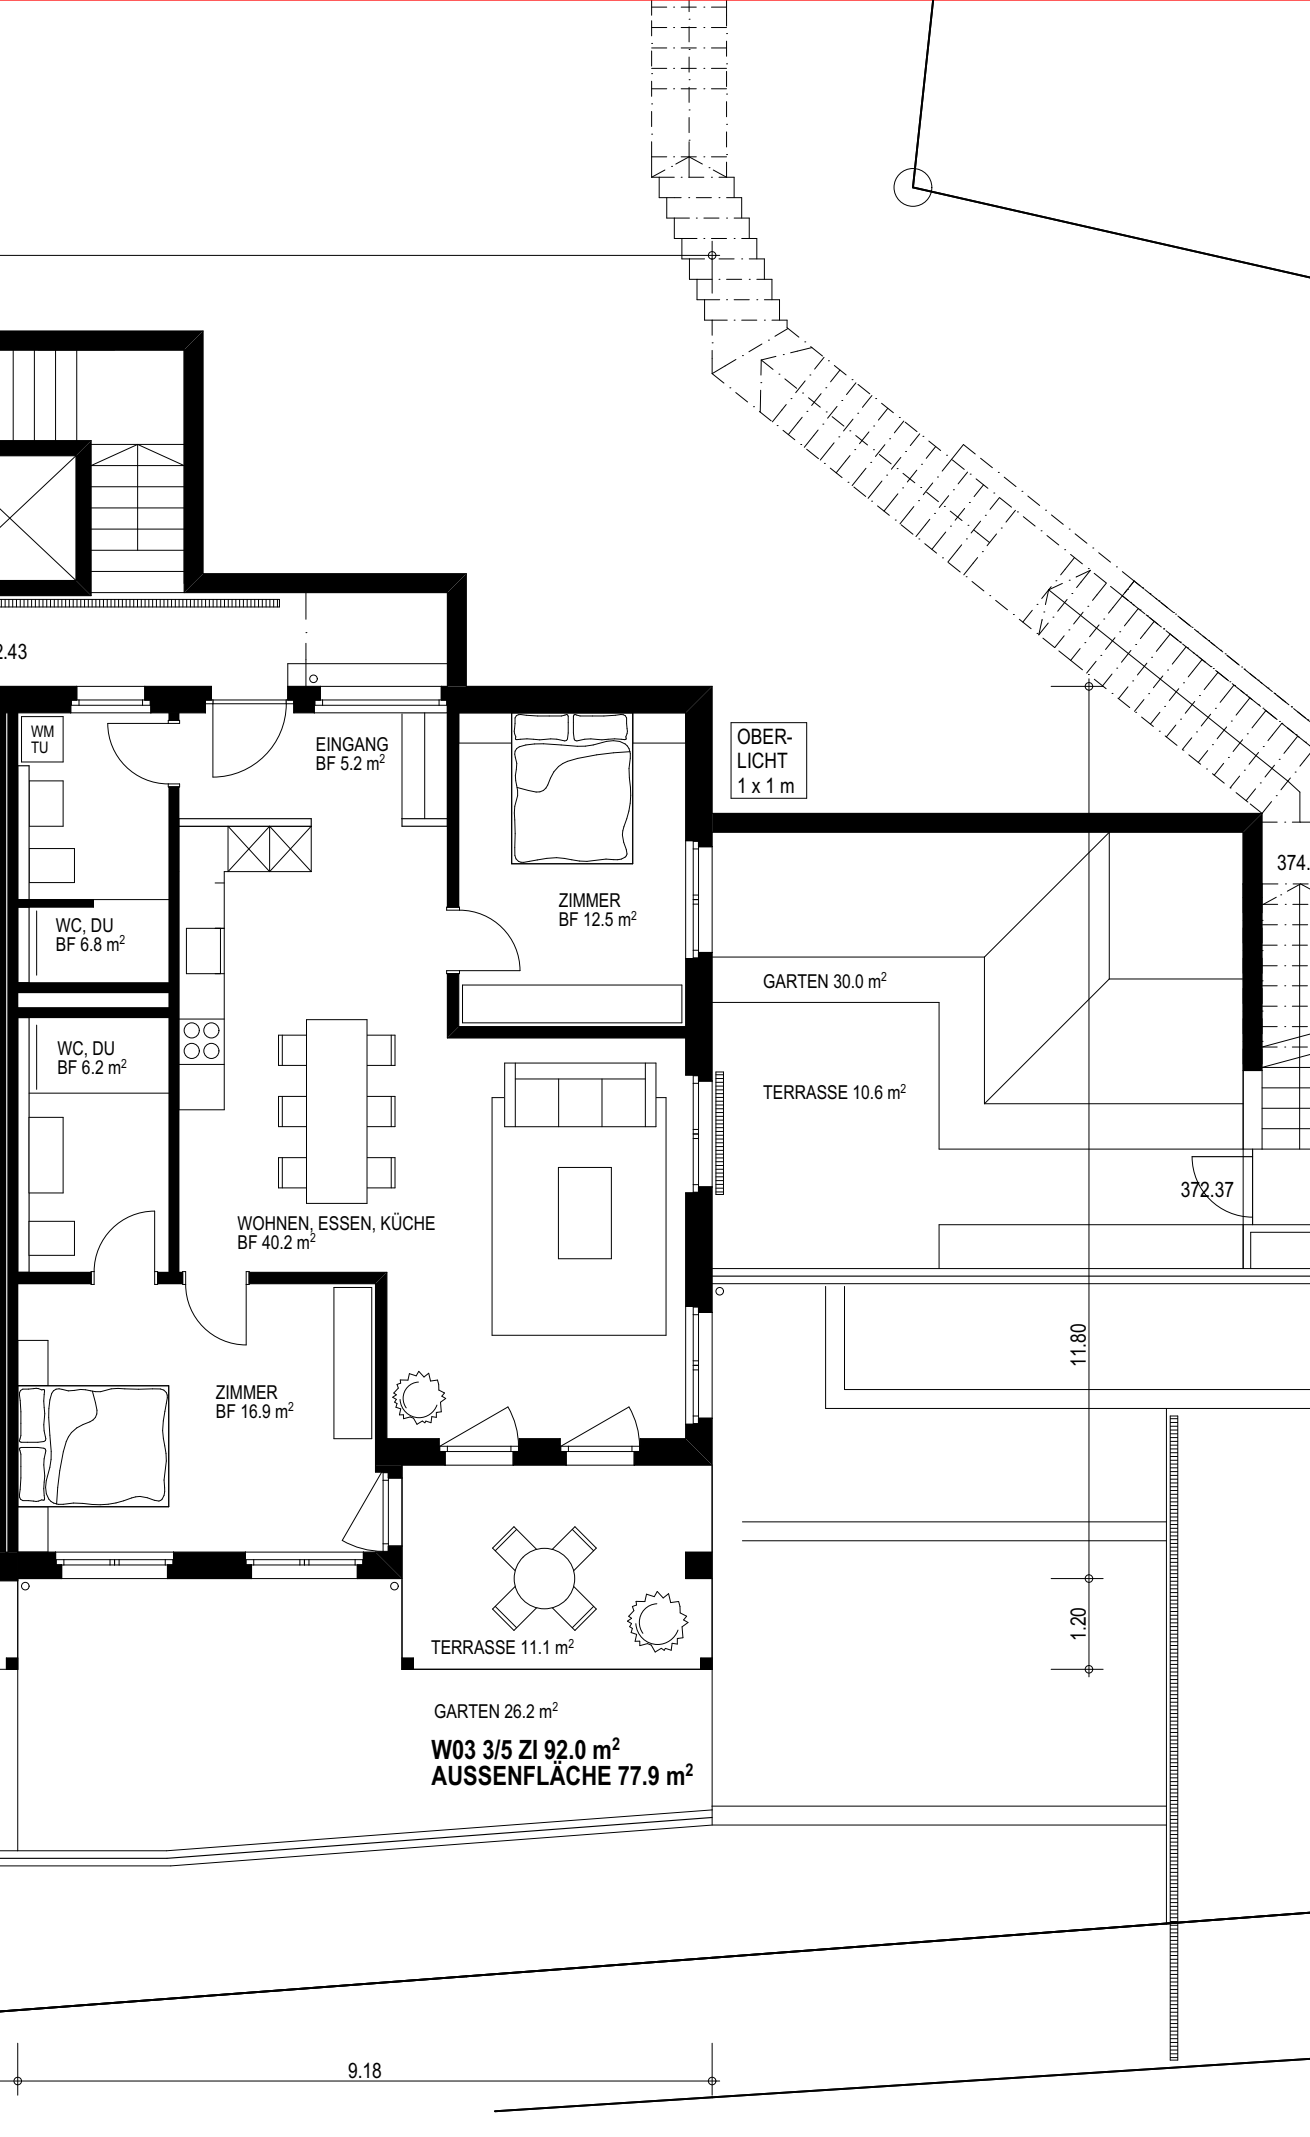 2.43
WM
TU
EINGANG
BF 5.2 m²
OBER-
LICHT
1 x 1 m
374.
ZIMMER
BF 12.5 m²
WC, DU
BF 6.8 m²
GARTEN 30.0 m²
WC, DU
BF 6.2 m²
TERRASSE 10.6 m²
372.37
WOHNEN, ESSEN, KÜCHE
BF 40.2 m²
11.80
ZIMMER
BF 16.9 m²
1.20
TERRASSE 11.1 m²
GARTEN 26.2 m²
W03 3/5 ZI 92.0 m²
AUSSENFLÄCHE 77.9 m²
9.18